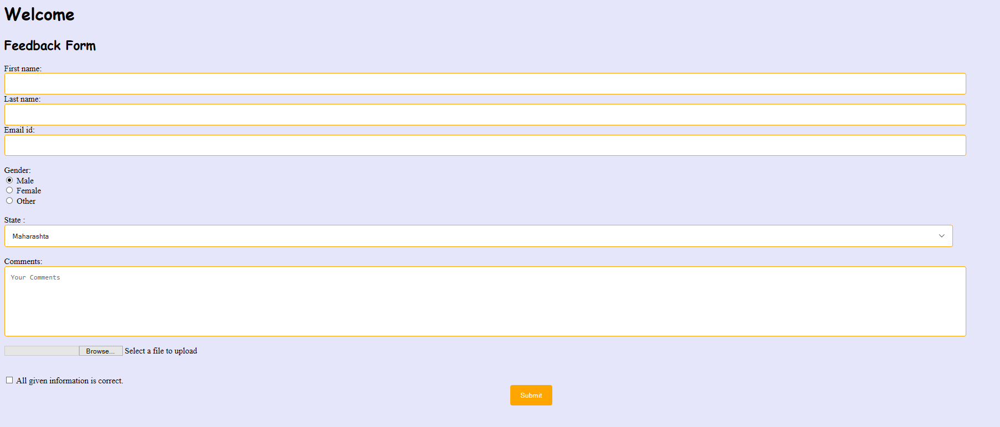 Welcome
Feedback Form
First name:
Last name:
Email id:
Gender:
Male
Female
Other
State :
Maharashta
Comments:
Your Comments
Browse... Select a file to upload
All given information is correct.
Submit